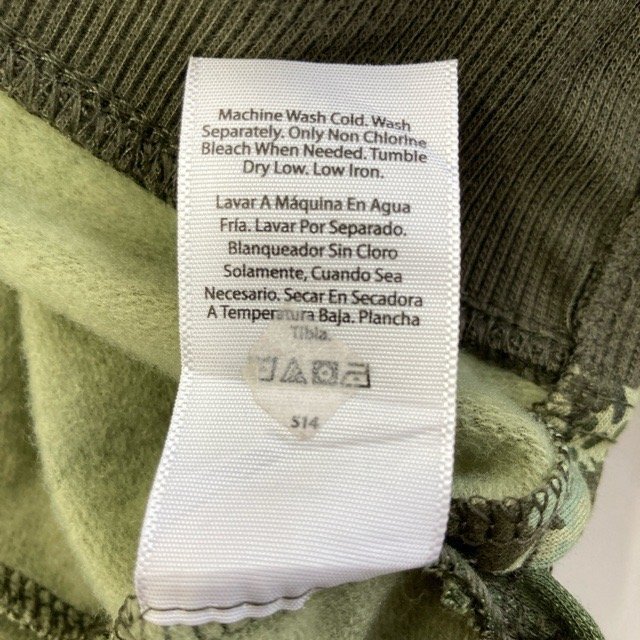 Machine Wash Cold. Wash
Separately. Only Non Chlorine
Bleach When Needed. Tumble
Dry Low. Low Iron.
Lavar A Máquina En Agua
Fría. Lavar Por Separado.
Blanqueador Sin Cloro
Solamente, Cuando Sea
Necesario. Secar En Secadora
A Temperatura Baja. Plancha
Tibia.
514